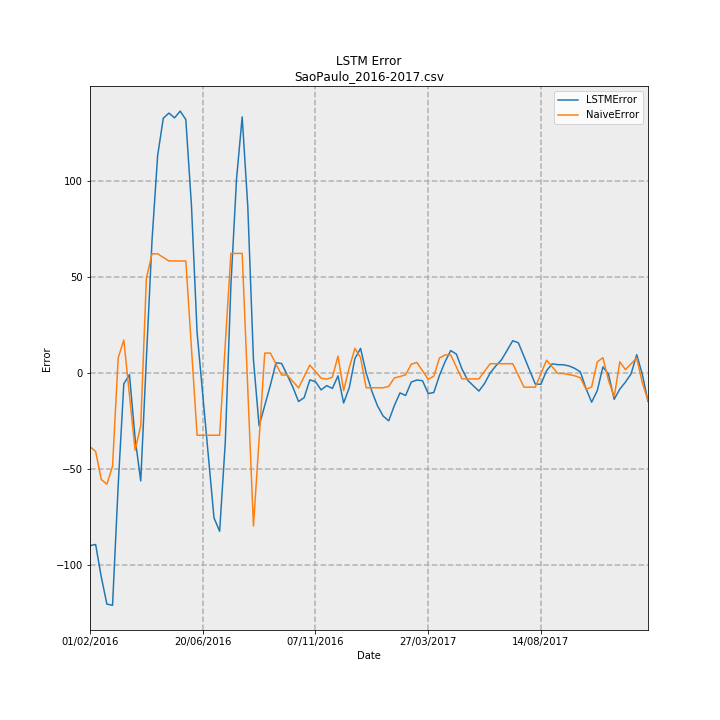 LSTM Error
SaoPaulo_2016-2017.csv
LSTMError
NaiveError
100
50
0
−50
−100
Error
01/02/2016 20/06/2016 07/11/2016 27/03/2017 14/08/2017
Date